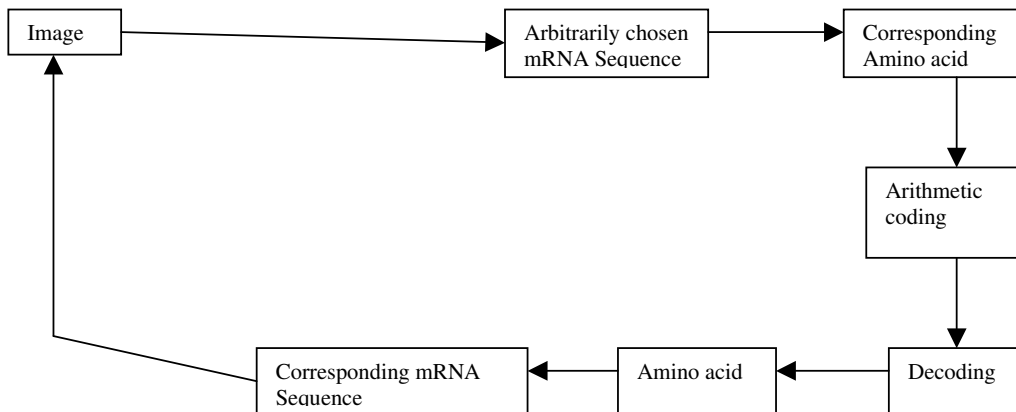 Image
Arbitrarily chosen
mRNA Sequence
Corresponding
Amino acid
Arithmetic
coding
Decoding
Amino acid
Corresponding mRNA
Sequence